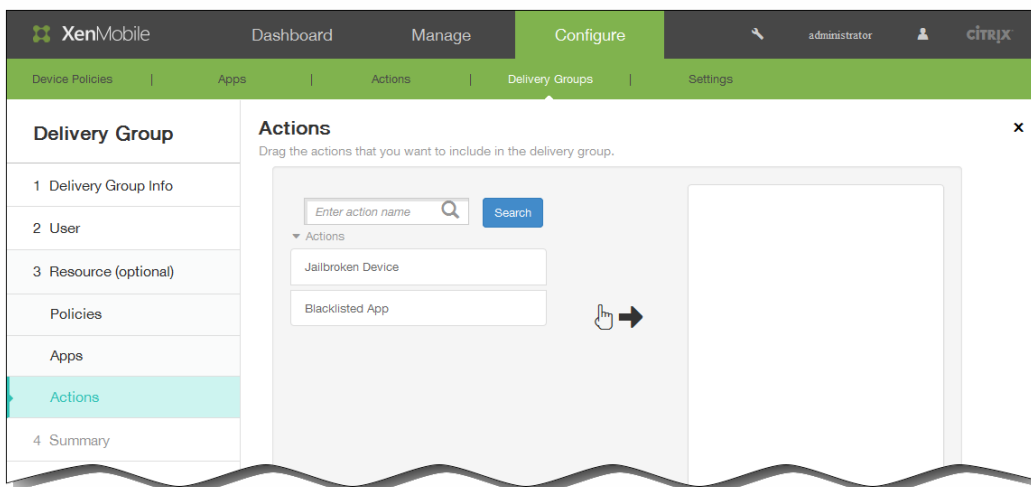 XenMobile Dashboard Manage Configure administrator CİTRIX
Device Policies | Apps | Actions | Delivery Groups | Settings
Delivery Group
1 Delivery Group Info
2 User
3 Resource (optional)
Policies
Apps
Actions
4 Summary
Actions
Drag the actions that you want to include in the delivery group.
Enter action name Search
Actions
Jailbroken Device
Blacklisted App